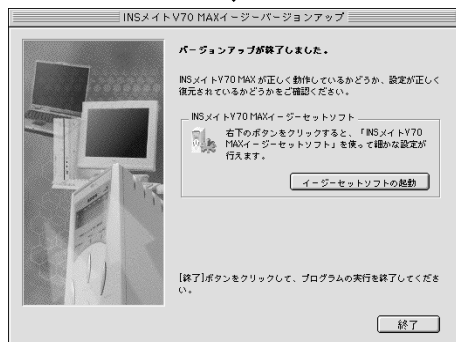 INSメイトV70 MAXイージーバージョンアップ
バージョンアップが終了しました。
INSメイトV70 MAX が正しく動作しているかどうか、設定が正しく
復元されているかどうかをご確認ください。
INSメイトV70 MAXイージーセットソフト
右下のボタンをクリックすると、「INSメイトV70
MAXイージーセットソフト」を使って細かな設定が
行えます。
イージーセットソフトの起動
[終了]ボタンをクリックして、プログラムの実行を終了してくださ
い。
終了